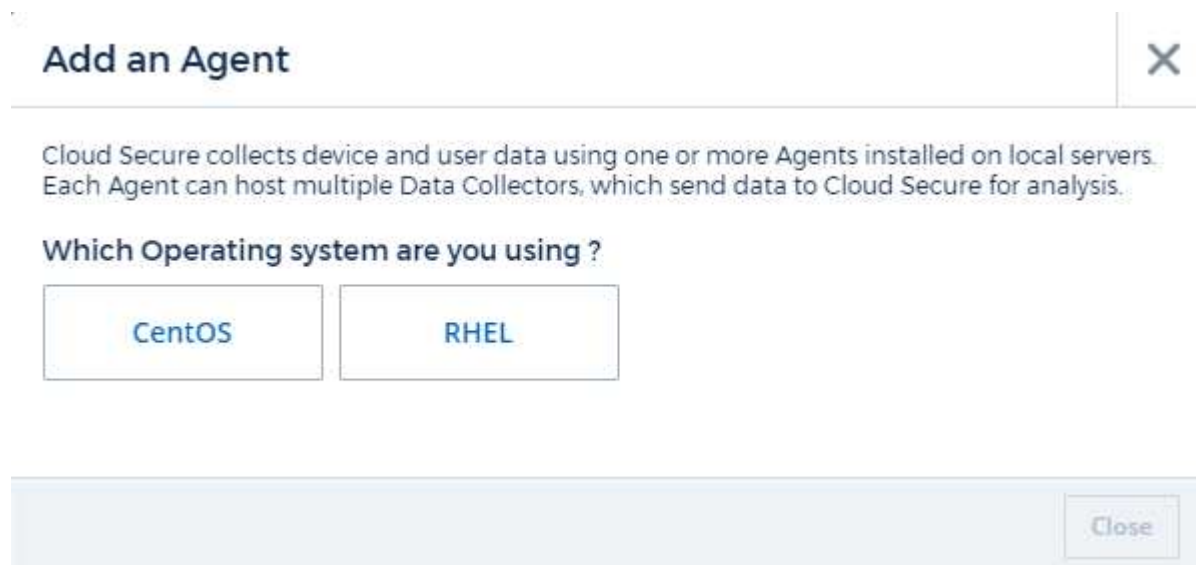 Add an Agent
Cloud Secure collects device and user data using one or more Agents installed on local servers.
Each Agent can host multiple Data Collectors, which send data to Cloud Secure for analysis.
Which Operating system are you using ?
CentOS
RHEL
Close